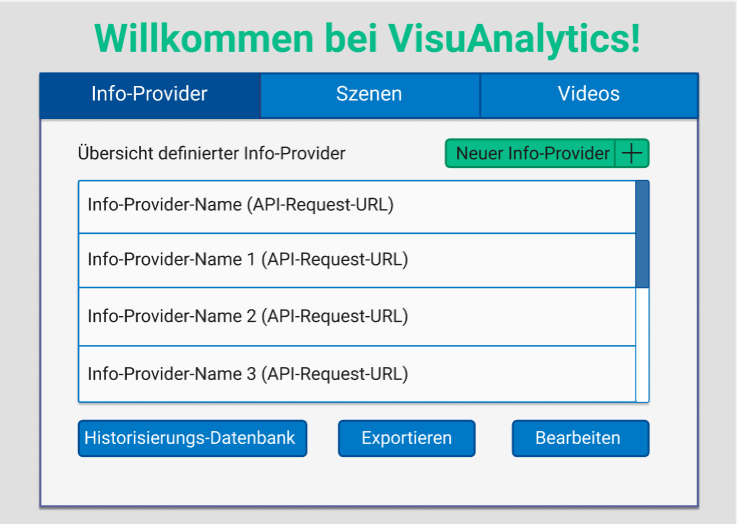 Willkommen bei VisuAnalytics!
Info-Provider Szenen Videos
Übersicht definierter Info-Provider Neuer Info-Provider
Info-Provider-Name (API-Request-URL)
Info-Provider-Name 1 (API-Request-URL)
Info-Provider-Name 2 (API-Request-URL)
Info-Provider-Name 3 (API-Request-URL)
Historisierungs-Datenbank Exportieren Bearbeiten